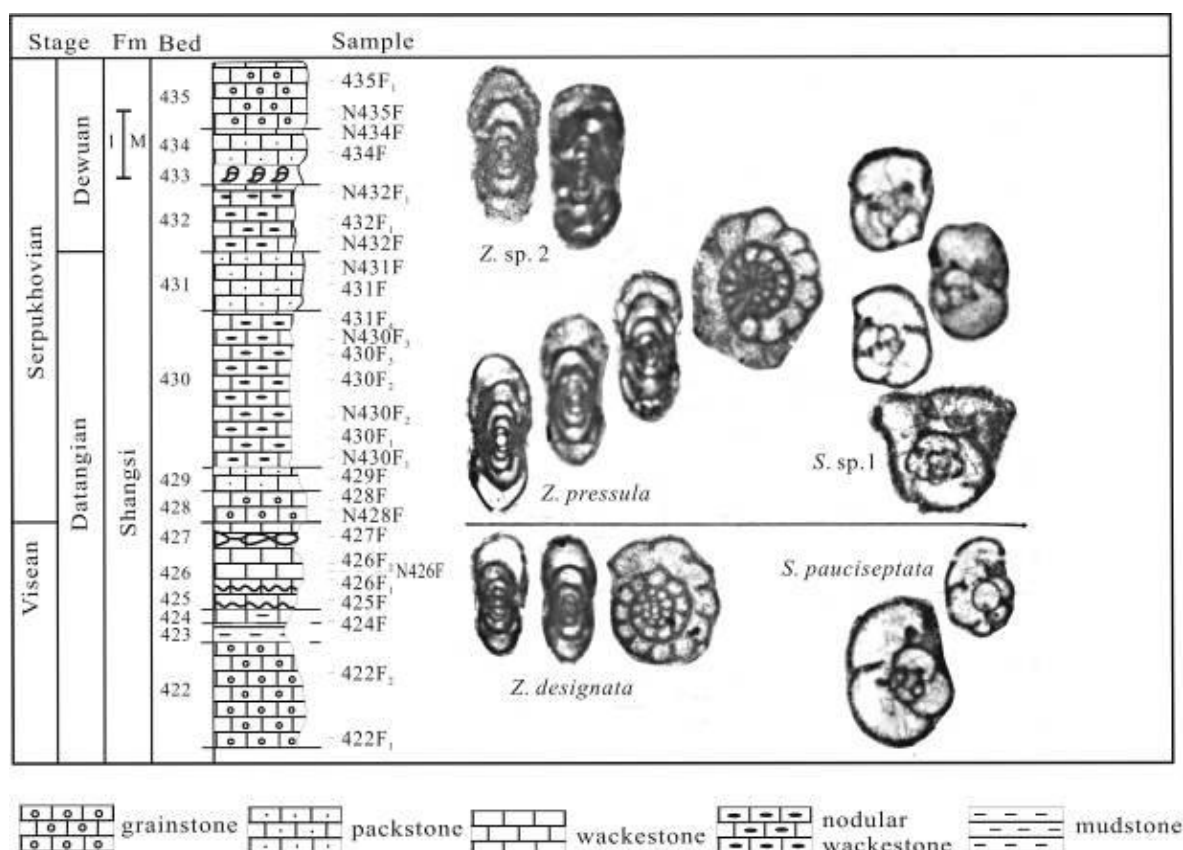 Stage Fm Bed Sample
Serpukhovian
Visean
Dewuan
Datangian
Shangsi
I M
435
434
433
432
431
430
429
428
427
426
425
424
423
422
435F₁
N435F
N434F
434F
N432F₁
432F₁
N432F
N431F
431F
N430F₃
430F₃
430F₂
N430F₂
430F₁
N430F₁
429F
428F
N428F
427F
426F₂ N426F
426F₁
425F
424F
422F₂
422F₁
Z. sp. 2
Z. pressula
S. sp.1
Z. designata
S. pauciseptata
grainstone
packstone
wackestone
nodular
wackestone
mudstone